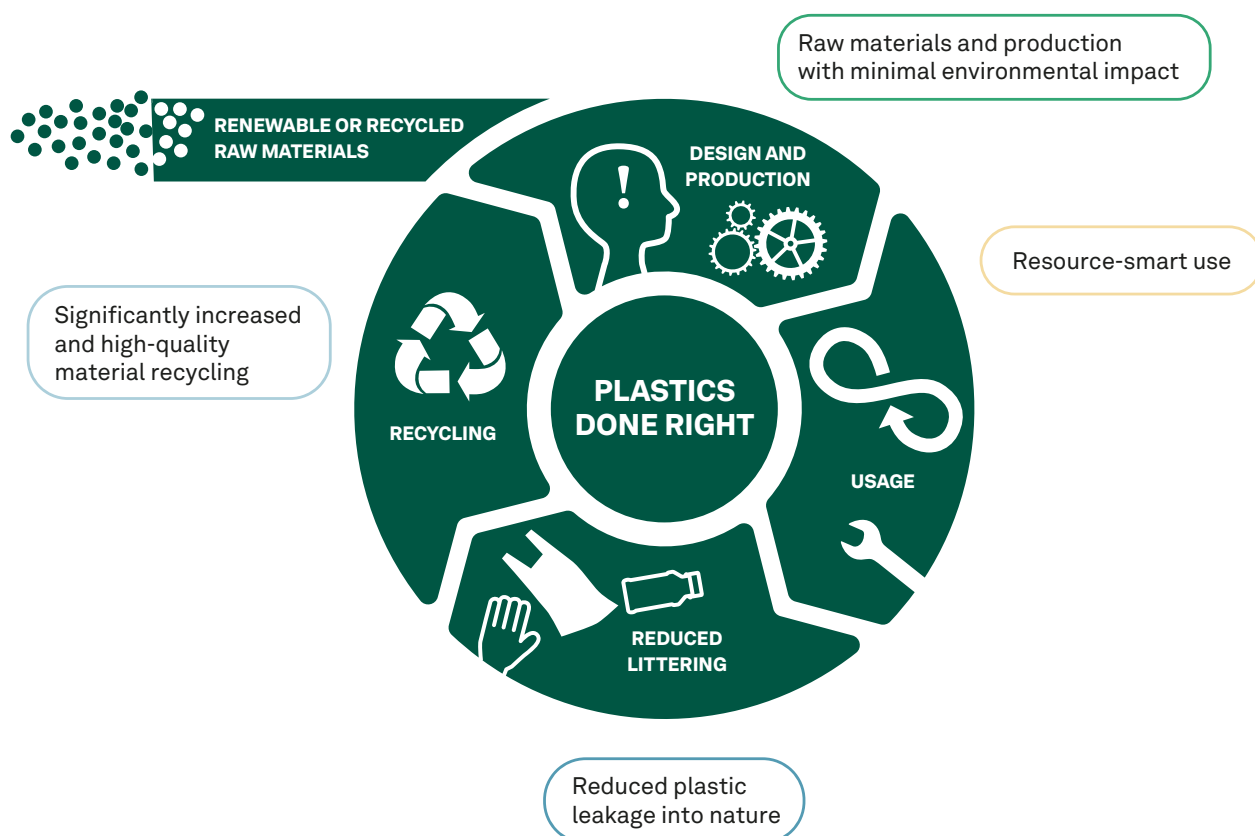 Raw materials and production
with minimal environmental impact
RENEWABLE OR RECYCLED
RAW MATERIALS
DESIGN AND
PRODUCTION
!
Resource-smart use
Significantly increased
and high-quality
material recycling
PLASTICS
DONE RIGHT
RECYCLING
USAGE
REDUCED
LITTERING
Reduced plastic
leakage into nature